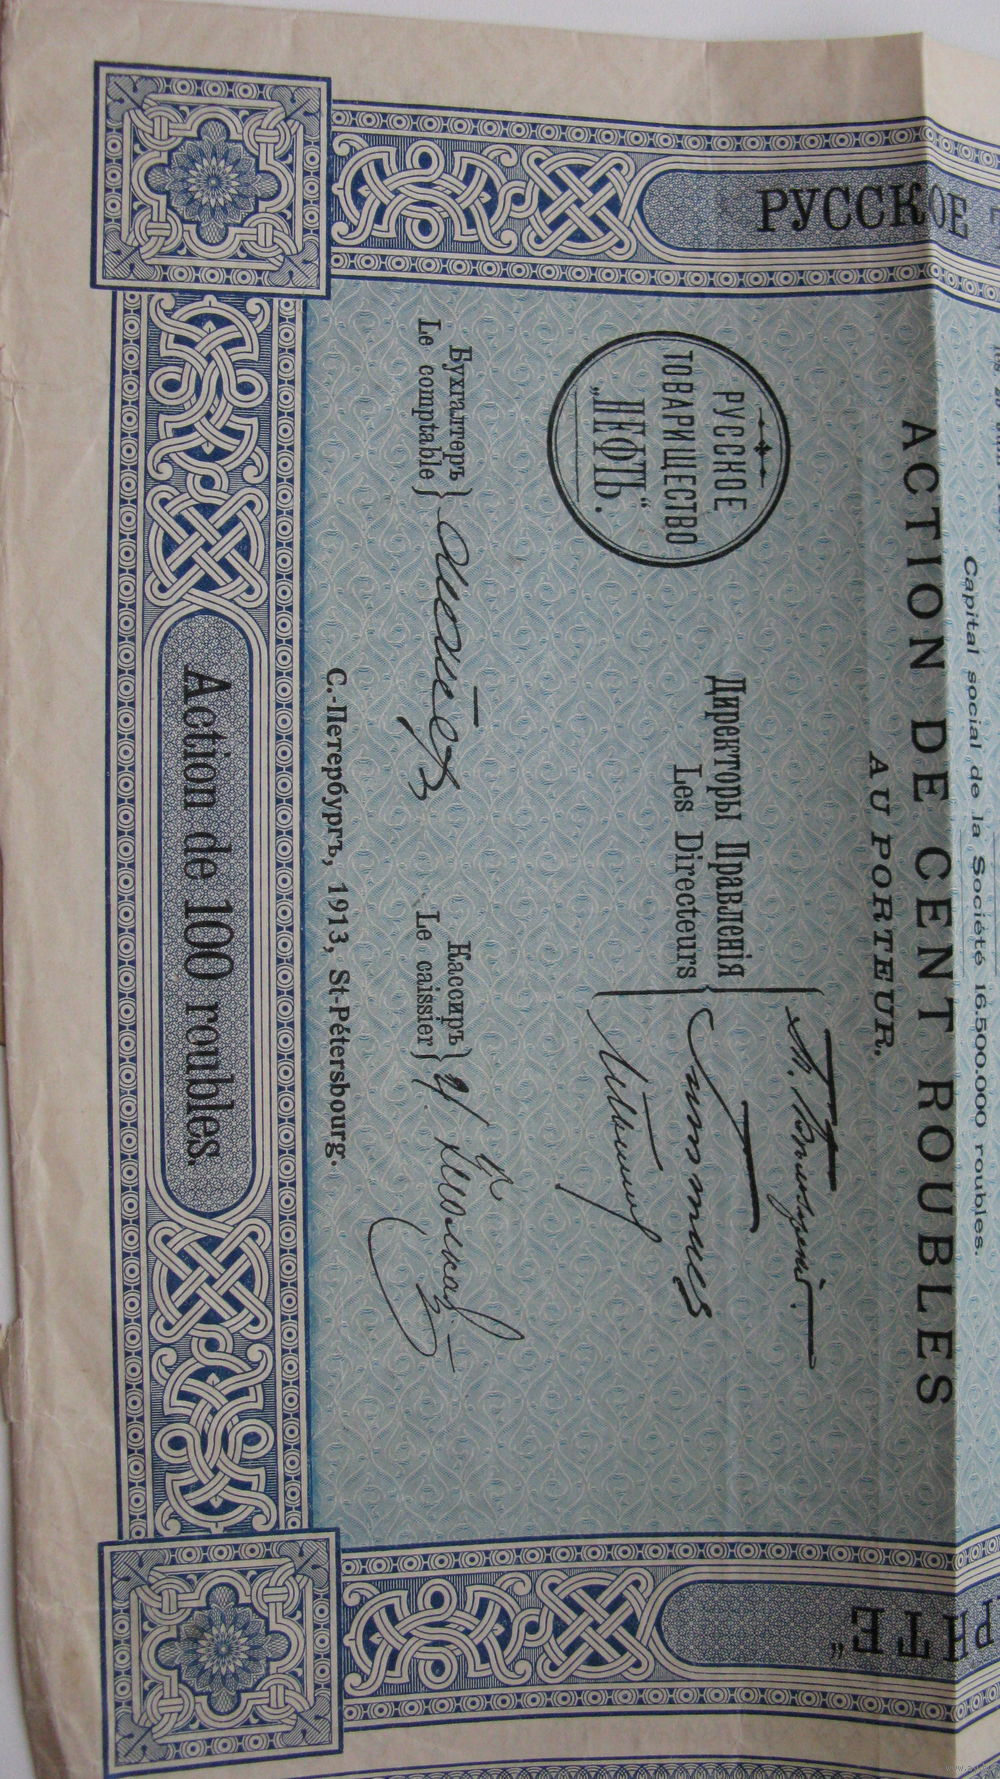 Capital social de la Société 16.500.000 roubles.
ACTION DE CENT ROUBLES
AU PORTEUR.
РУССКОЕ
РУССКОЕ
ТОВАРИЩЕСТВО
„НЕФТЬ“.
Директоры Правленія
Les Directeurs
Бухгалтеръ
Le comptable
Кассиръ
Le caissier
С.-Петербургъ, 1913, St-Pétersbourg.
Action de 100 roubles.